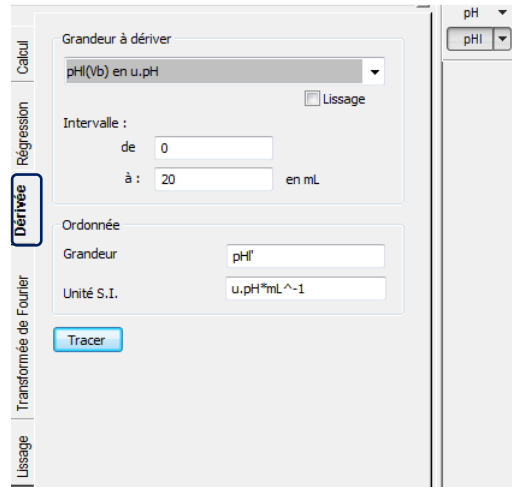 Calcul
Régression
Dérivée
Transformée de Fourier
Lissage
Grandeur à dériver
pHl(Vb) en u.pH
Lissage
Intervalle :
de 0
à : 20 en mL
Ordonnée
Grandeur pHl'
Unité S.I. u.pH*mL^-1
Tracer
pH
pHl